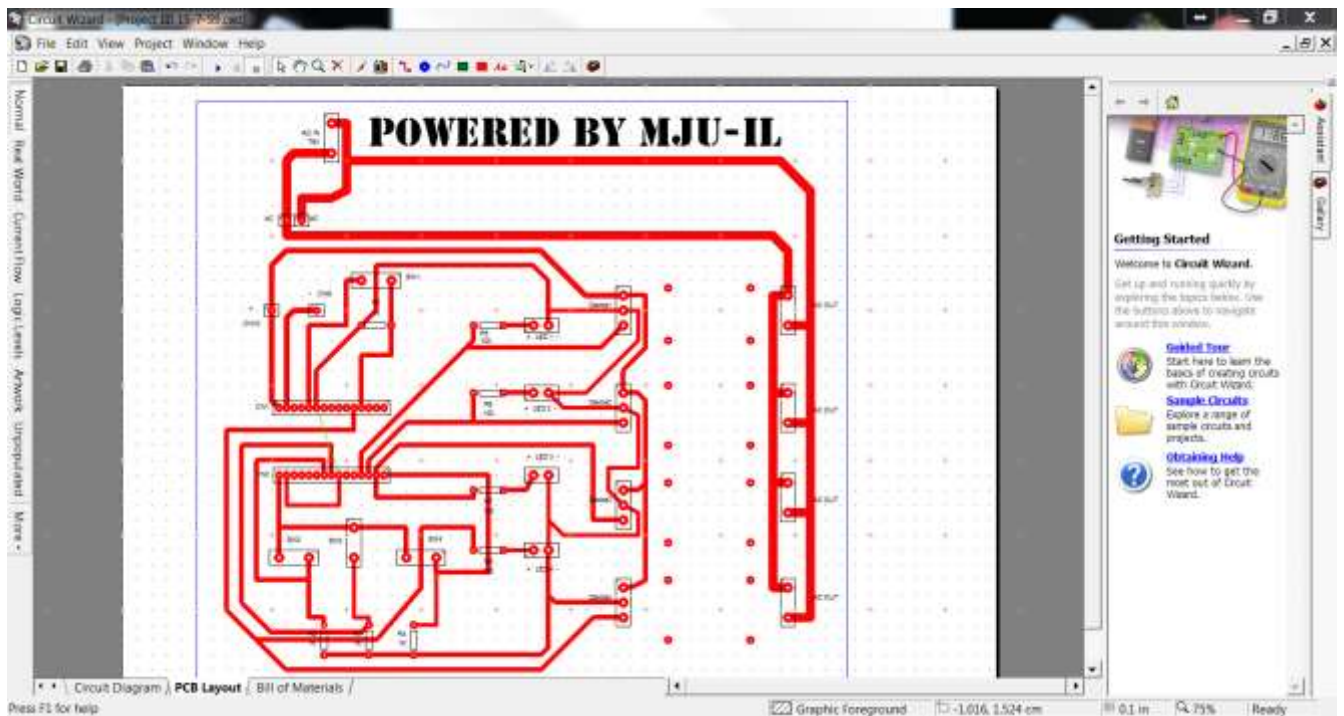 Circuit Wizard - [Project
File Edit View Project Window Help
POWERED BY MJU-IL
Normal
Real World
Current Flow
Logic Levels
Artwork
Unpopulated
More
Assistant
Gallery
Getting Started
Welcome to Circuit Wizard.
Get up and running quickly by
exploring the topics below. Use
the buttons above to navigate
around this window.
Guided Tour
Start here to learn the
basics of creating circuits
with Circuit Wizard.
Sample Circuits
Explore a range of
sample circuits and
projects.
Obtaining Help
See how to get the
most out of Circuit
Wizard.
Circuit Diagram / PCB Layout / Bill of Materials /
Press F1 for help
Graphic Foreground
-1.016, 1.524 cm
0.1 in
75%
Ready